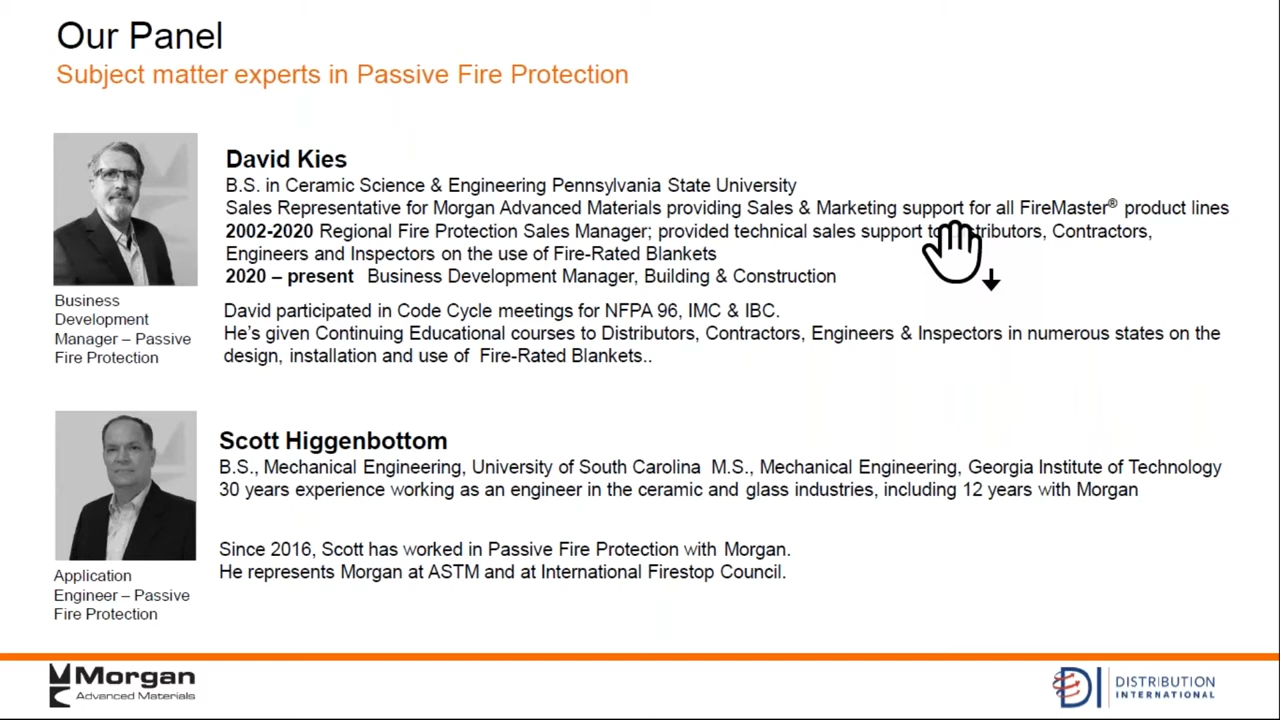 Our Panel
Subject matter experts in Passive Fire Protection
David Kies
B.S. in Ceramic Science & Engineering Pennsylvania State University
Sales Representative for Morgan Advanced Materials providing Sales & Marketing support for all FireMaster® product lines
2002-2020 Regional Fire Protection Sales Manager; provided technical sales support to Distributors, Contractors,
Engineers and Inspectors on the use of Fire-Rated Blankets
2020 – present Business Development Manager, Building & Construction
David participated in Code Cycle meetings for NFPA 96, IMC & IBC.
He's given Continuing Educational courses to Distributors, Contractors, Engineers & Inspectors in numerous states on the
design, installation and use of Fire-Rated Blankets..
Business
Development
Manager – Passive
Fire Protection
Scott Higgenbottom
B.S., Mechanical Engineering, University of South Carolina M.S., Mechanical Engineering, Georgia Institute of Technology
30 years experience working as an engineer in the ceramic and glass industries, including 12 years with Morgan
Since 2016, Scott has worked in Passive Fire Protection with Morgan.
He represents Morgan at ASTM and at International Firestop Council.
Application
Engineer – Passive
Fire Protection
Morgan
Advanced Materials
DI
DISTRIBUTION
INTERNATIONAL